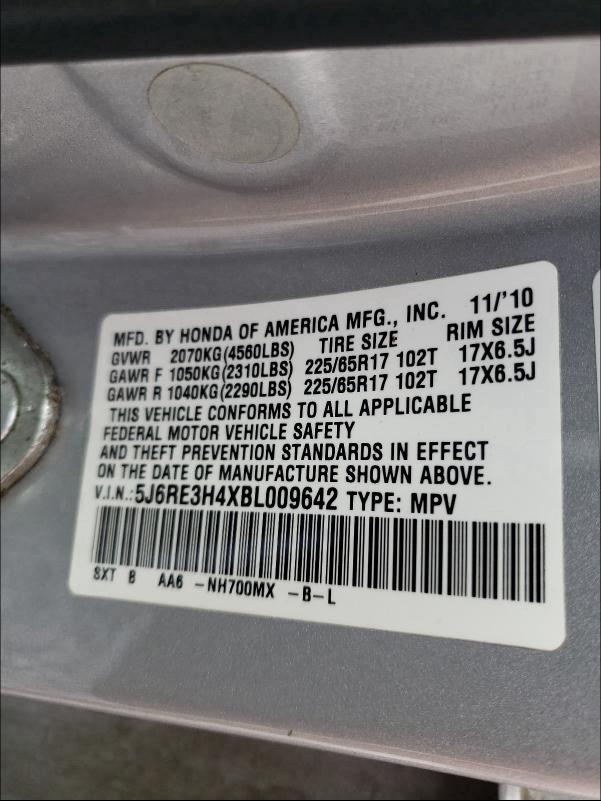 MFD. BY HONDA OF AMERICA MFG., INC. 11/'10
GVWR 2070KG(4560LBS) TIRE SIZE RIM SIZE
GAWR F 1050KG(2310LBS) 225/65R17 102T 17X6.5J
GAWR R 1040KG(2290LBS) 225/65R17 102T 17X6.5J
THIS VEHICLE CONFORMS TO ALL APPLICABLE
FEDERAL MOTOR VEHICLE SAFETY
AND THEFT PREVENTION STANDARDS IN EFFECT
ON THE DATE OF MANUFACTURE SHOWN ABOVE.
V.I.N.:5J6RE3H4XBL009642 TYPE: MPV
SXT B AA6 -NH700MX -B-L